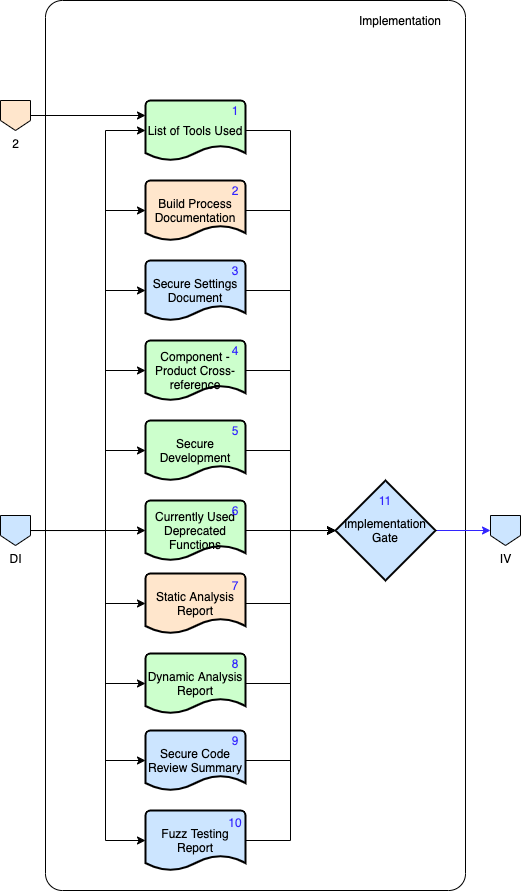 Implementation
1
List of Tools Used
2
2
Build Process
Documentation
3
Secure Settings
Document
4
Component -
Product Cross-
reference
5
Secure
Development
6
Currently Used
Deprecated
Functions
DI
11
Implementation
Gate
IV
7
Static Analysis
Report
8
Dynamic Analysis
Report
9
Secure Code
Review Summary
10
Fuzz Testing
Report